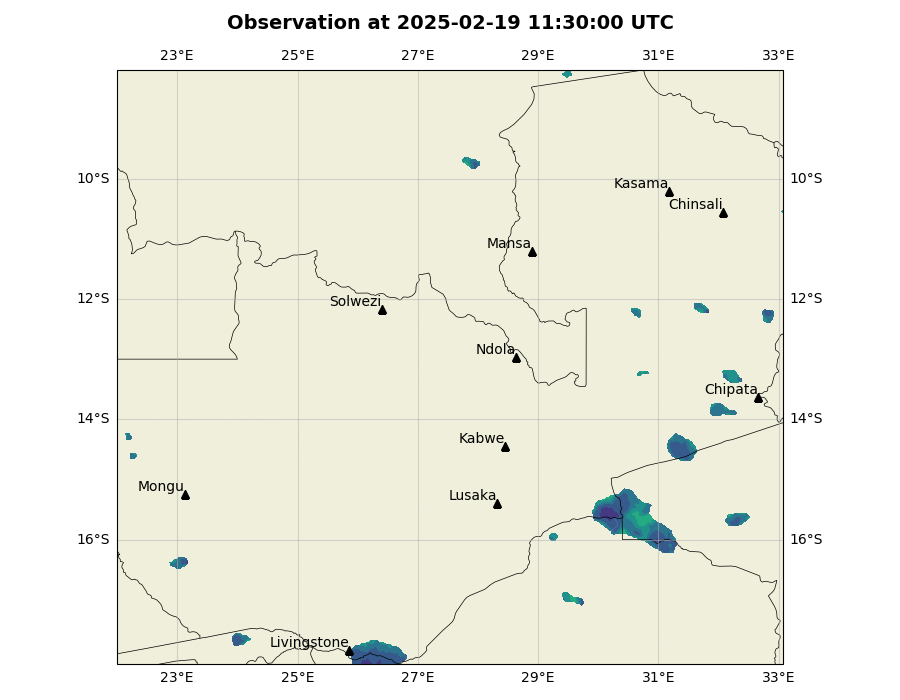 Observation at 2025-02-19 11:30:00 UTC
23°E 25°E 27°E 29°E 31°E 33°E
10°S 10°S
Kasama
Chinsali
Mansa
12°S 12°S
Solwezi
Ndola
Chipata
14°S 14°S
Kabwe
Mongu
Lusaka
16°S 16°S
Livingstone
23°E 25°E 27°E 29°E 31°E 33°E